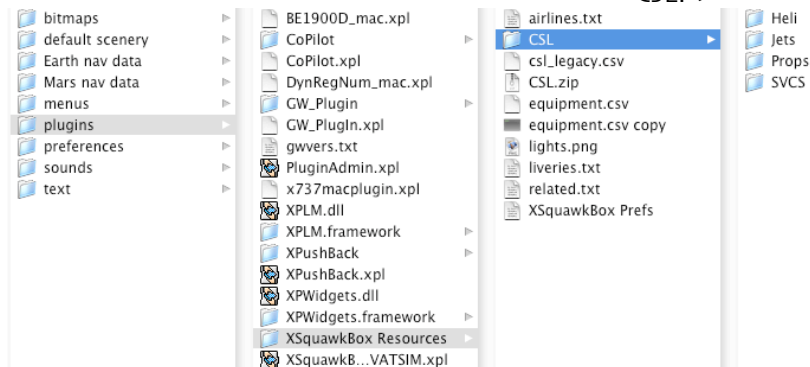 bitmaps
default scenery
Earth nav data
Mars nav data
menus
plugins
preferences
sounds
text
BE1900D_mac.xpl
CoPilot
CoPilot.xpl
DynRegNum_mac.xpl
GW_Plugin
GW_PlugIn.xpl
gwvers.txt
PluginAdmin.xpl
x737macplugin.xpl
XPLM.dll
XPLM.framework
XPushBack
XPushBack.xpl
XPWidgets.dll
XPWidgets.framework
XSquawkBox Resources
XSquawkB...VATSIM.xpl
airlines.txt
CSL
csl_legacy.csv
CSL.zip
equipment.csv
equipment.csv copy
lights.png
liveries.txt
related.txt
XSquawkBox Prefs
Heli
Jets
Props
SVCS